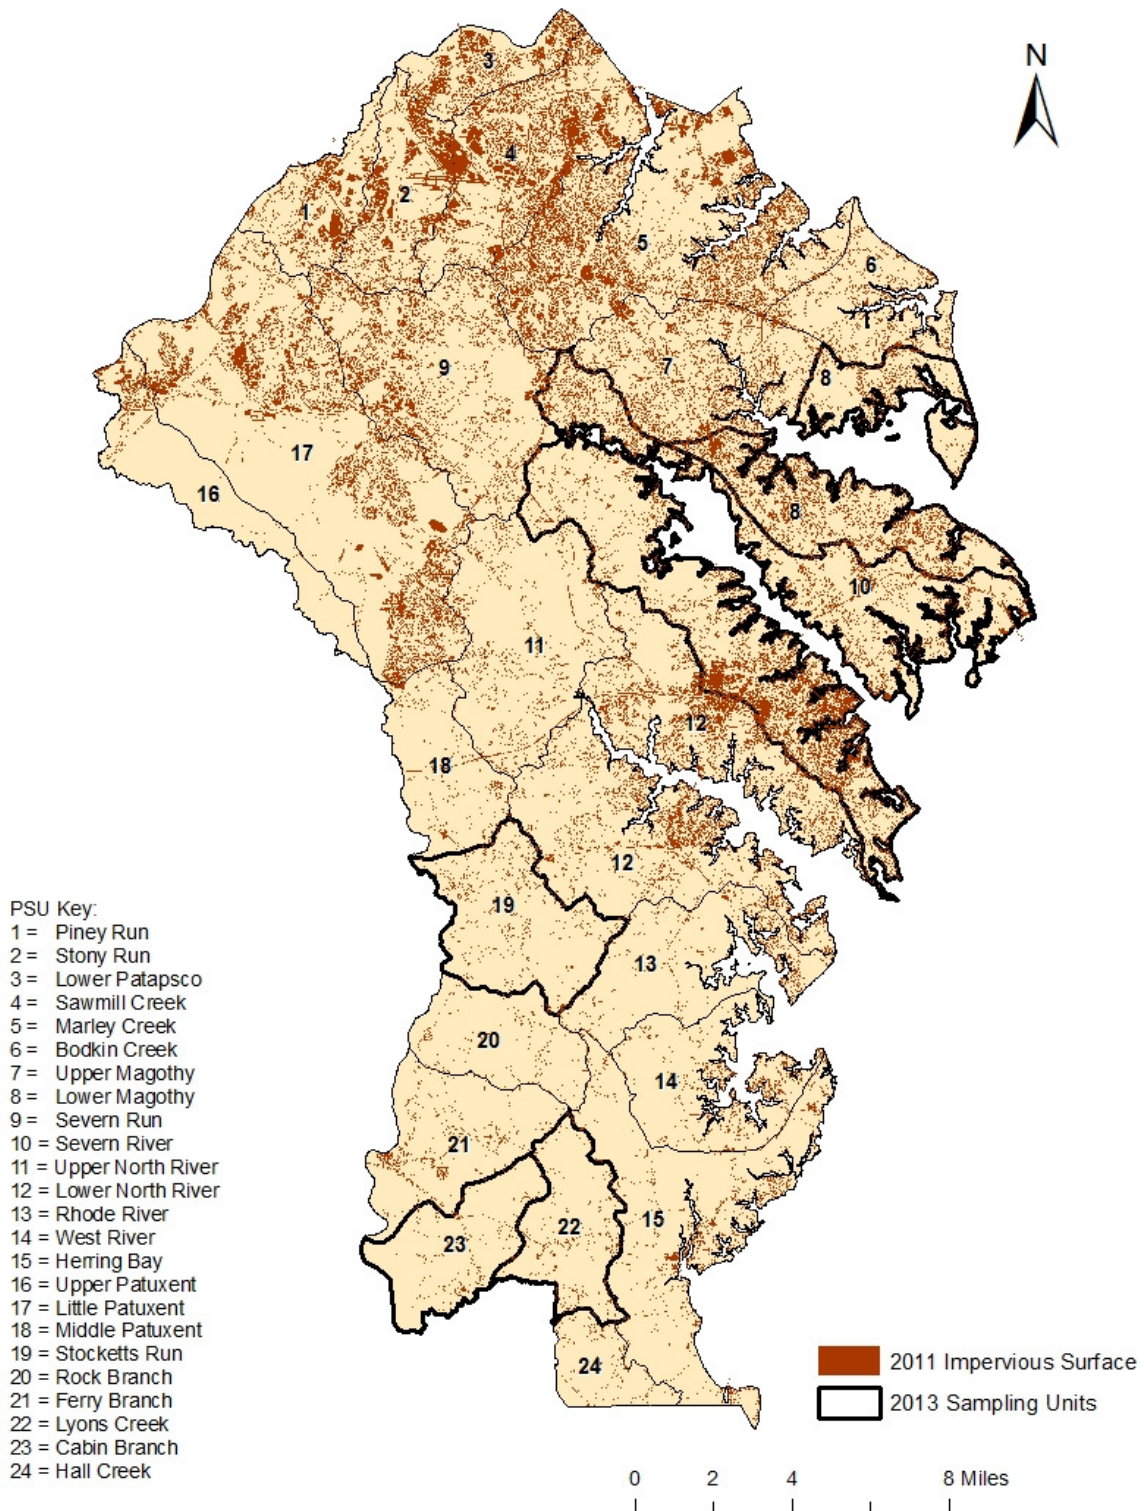 N
3
4
2
1
5
6
7
8
9
17
16
8
10
11
12
18
12
19
13
20
14
21
15
22
23
24
PSU Key:
1 = Piney Run
2 = Stony Run
3 = Lower Patapsco
4 = Sawmill Creek
5 = Marley Creek
6 = Bodkin Creek
7 = Upper Magothy
8 = Lower Magothy
9 = Severn Run
10 = Severn River
11 = Upper North River
12 = Lower North River
13 = Rhode River
14 = West River
15 = Herring Bay
16 = Upper Patuxent
17 = Little Patuxent
18 = Middle Patuxent
19 = Stocketts Run
20 = Rock Branch
21 = Ferry Branch
22 = Lyons Creek
23 = Cabin Branch
24 = Hall Creek
2011 Impervious Surface
2013 Sampling Units
0 2 4 8 Miles